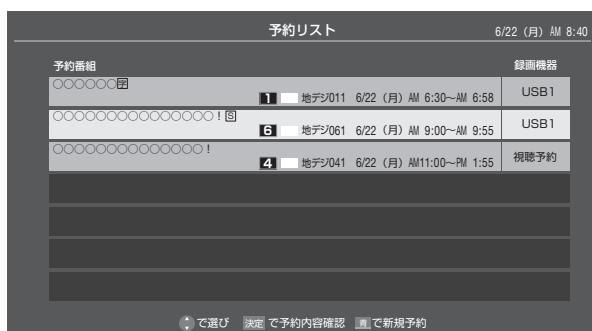 予約リスト
6/22（月）AM 8:40
予約番組 録画機器
○○○○○○字
1 地デジ011 6/22（月）AM 6:30～AM 6:58 USB1
○○○○○○○○○○○○○○○！S
6 地デジ061 6/22（月）AM 9:00～AM 9:55 USB1
○○○○○○○○○○○○○○！
4 地デジ041 6/22（月）AM11:00～PM 1:55 視聴予約
で選び 決定 で予約内容確認 青 で新規予約